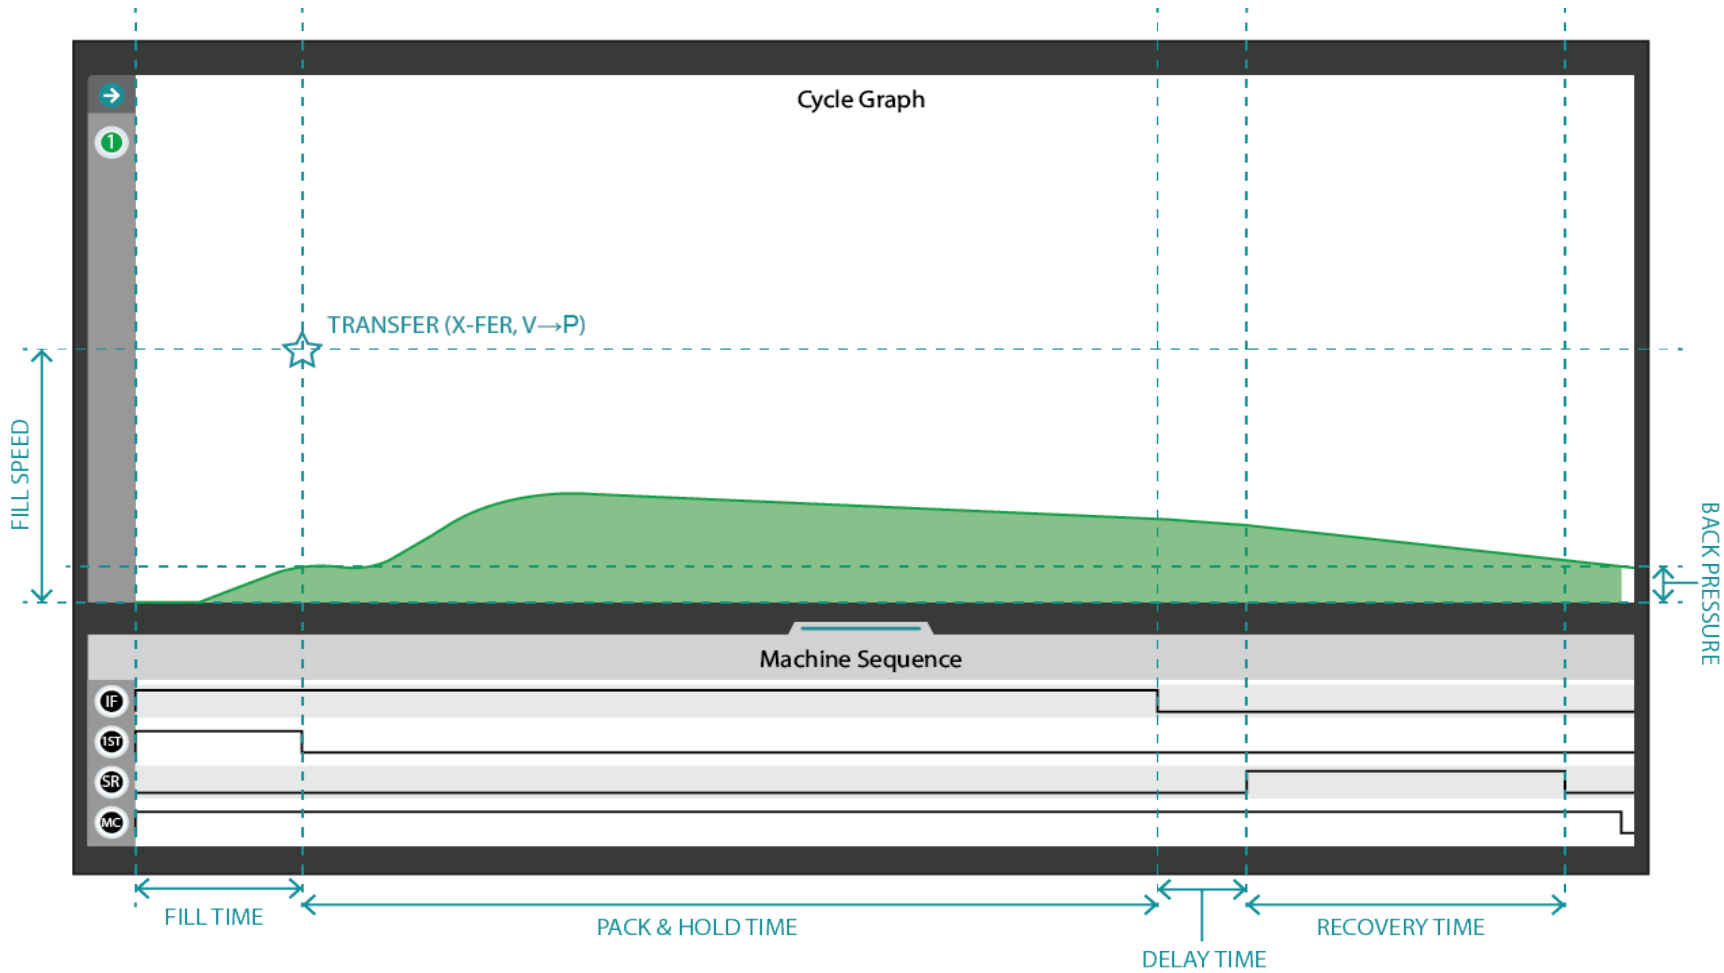 Cycle Graph
1
TRANSFER (X-FER, V→P)
FILL SPEED
BACK PRESSURE
Machine Sequence
IF
1ST
SR
MC
FILL TIME
PACK & HOLD TIME
DELAY TIME
RECOVERY TIME